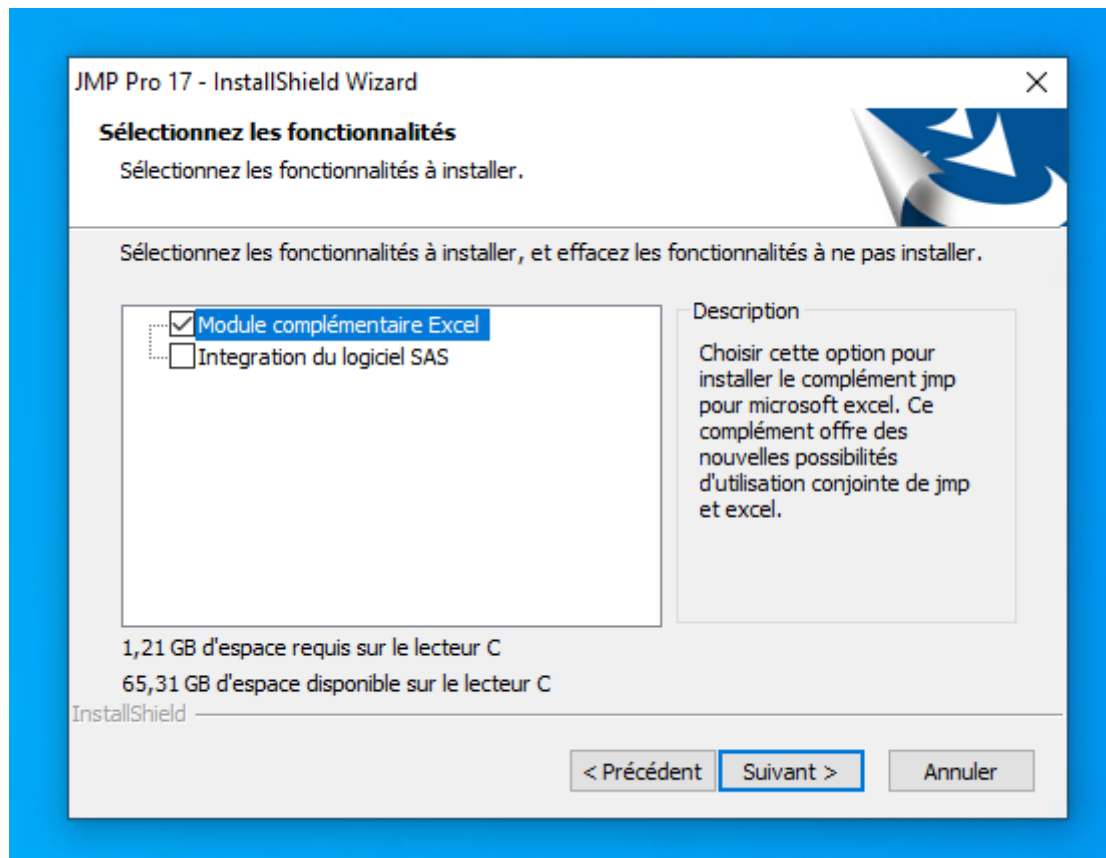 JMP Pro 17 - InstallShield Wizard
Sélectionnez les fonctionnalités
Sélectionnez les fonctionnalités à installer.
Sélectionnez les fonctionnalités à installer, et effacez les fonctionnalités à ne pas installer.
Module complémentaire Excel
Integration du logiciel SAS
Description
Choisir cette option pour
installer le complément jmp
pour microsoft excel. Ce
complément offre des
nouvelles possibilités
d'utilisation conjointe de jmp
et excel.
1,21 GB d'espace requis sur le lecteur C
65,31 GB d'espace disponible sur le lecteur C
InstallShield
< Précédent
Suivant >
Annuler